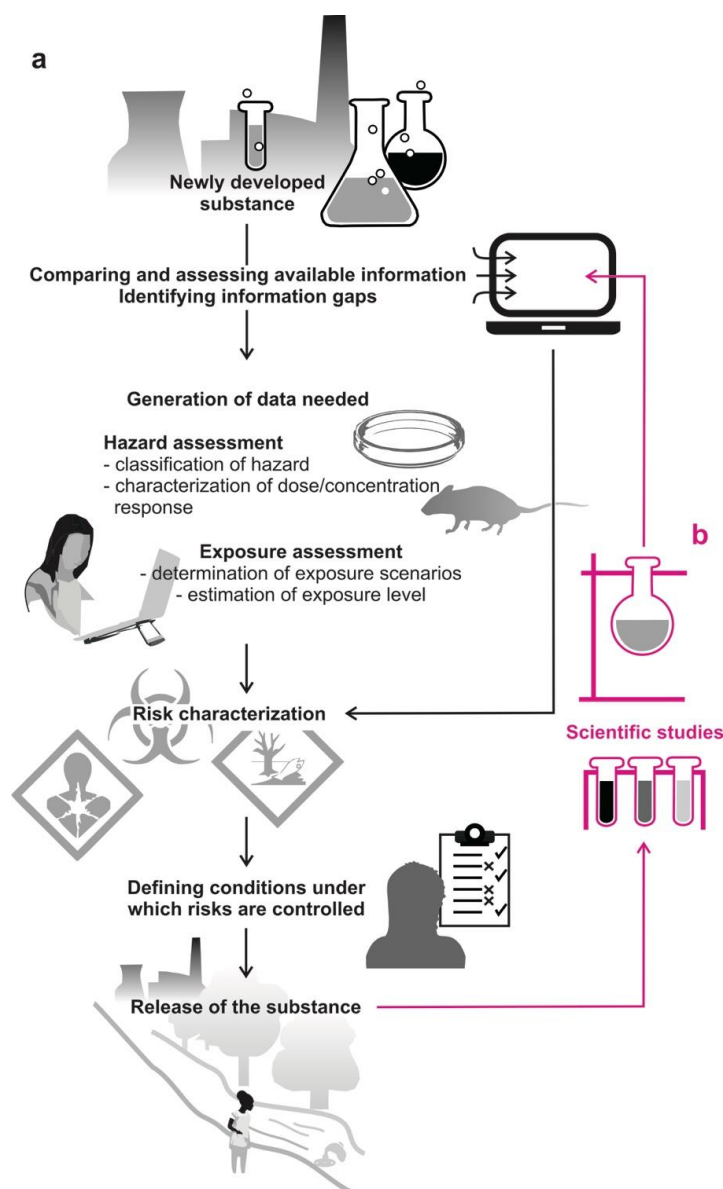 a
Newly developed
substance
Comparing and assessing available information
Identifying information gaps
Generation of data needed
Hazard assessment
- classification of hazard
- characterization of dose/concentration
response
Exposure assessment
- determination of exposure scenarios
- estimation of exposure level
b
Risk characterization
Scientific studies
Defining conditions under
which risks are controlled
Release of the substance